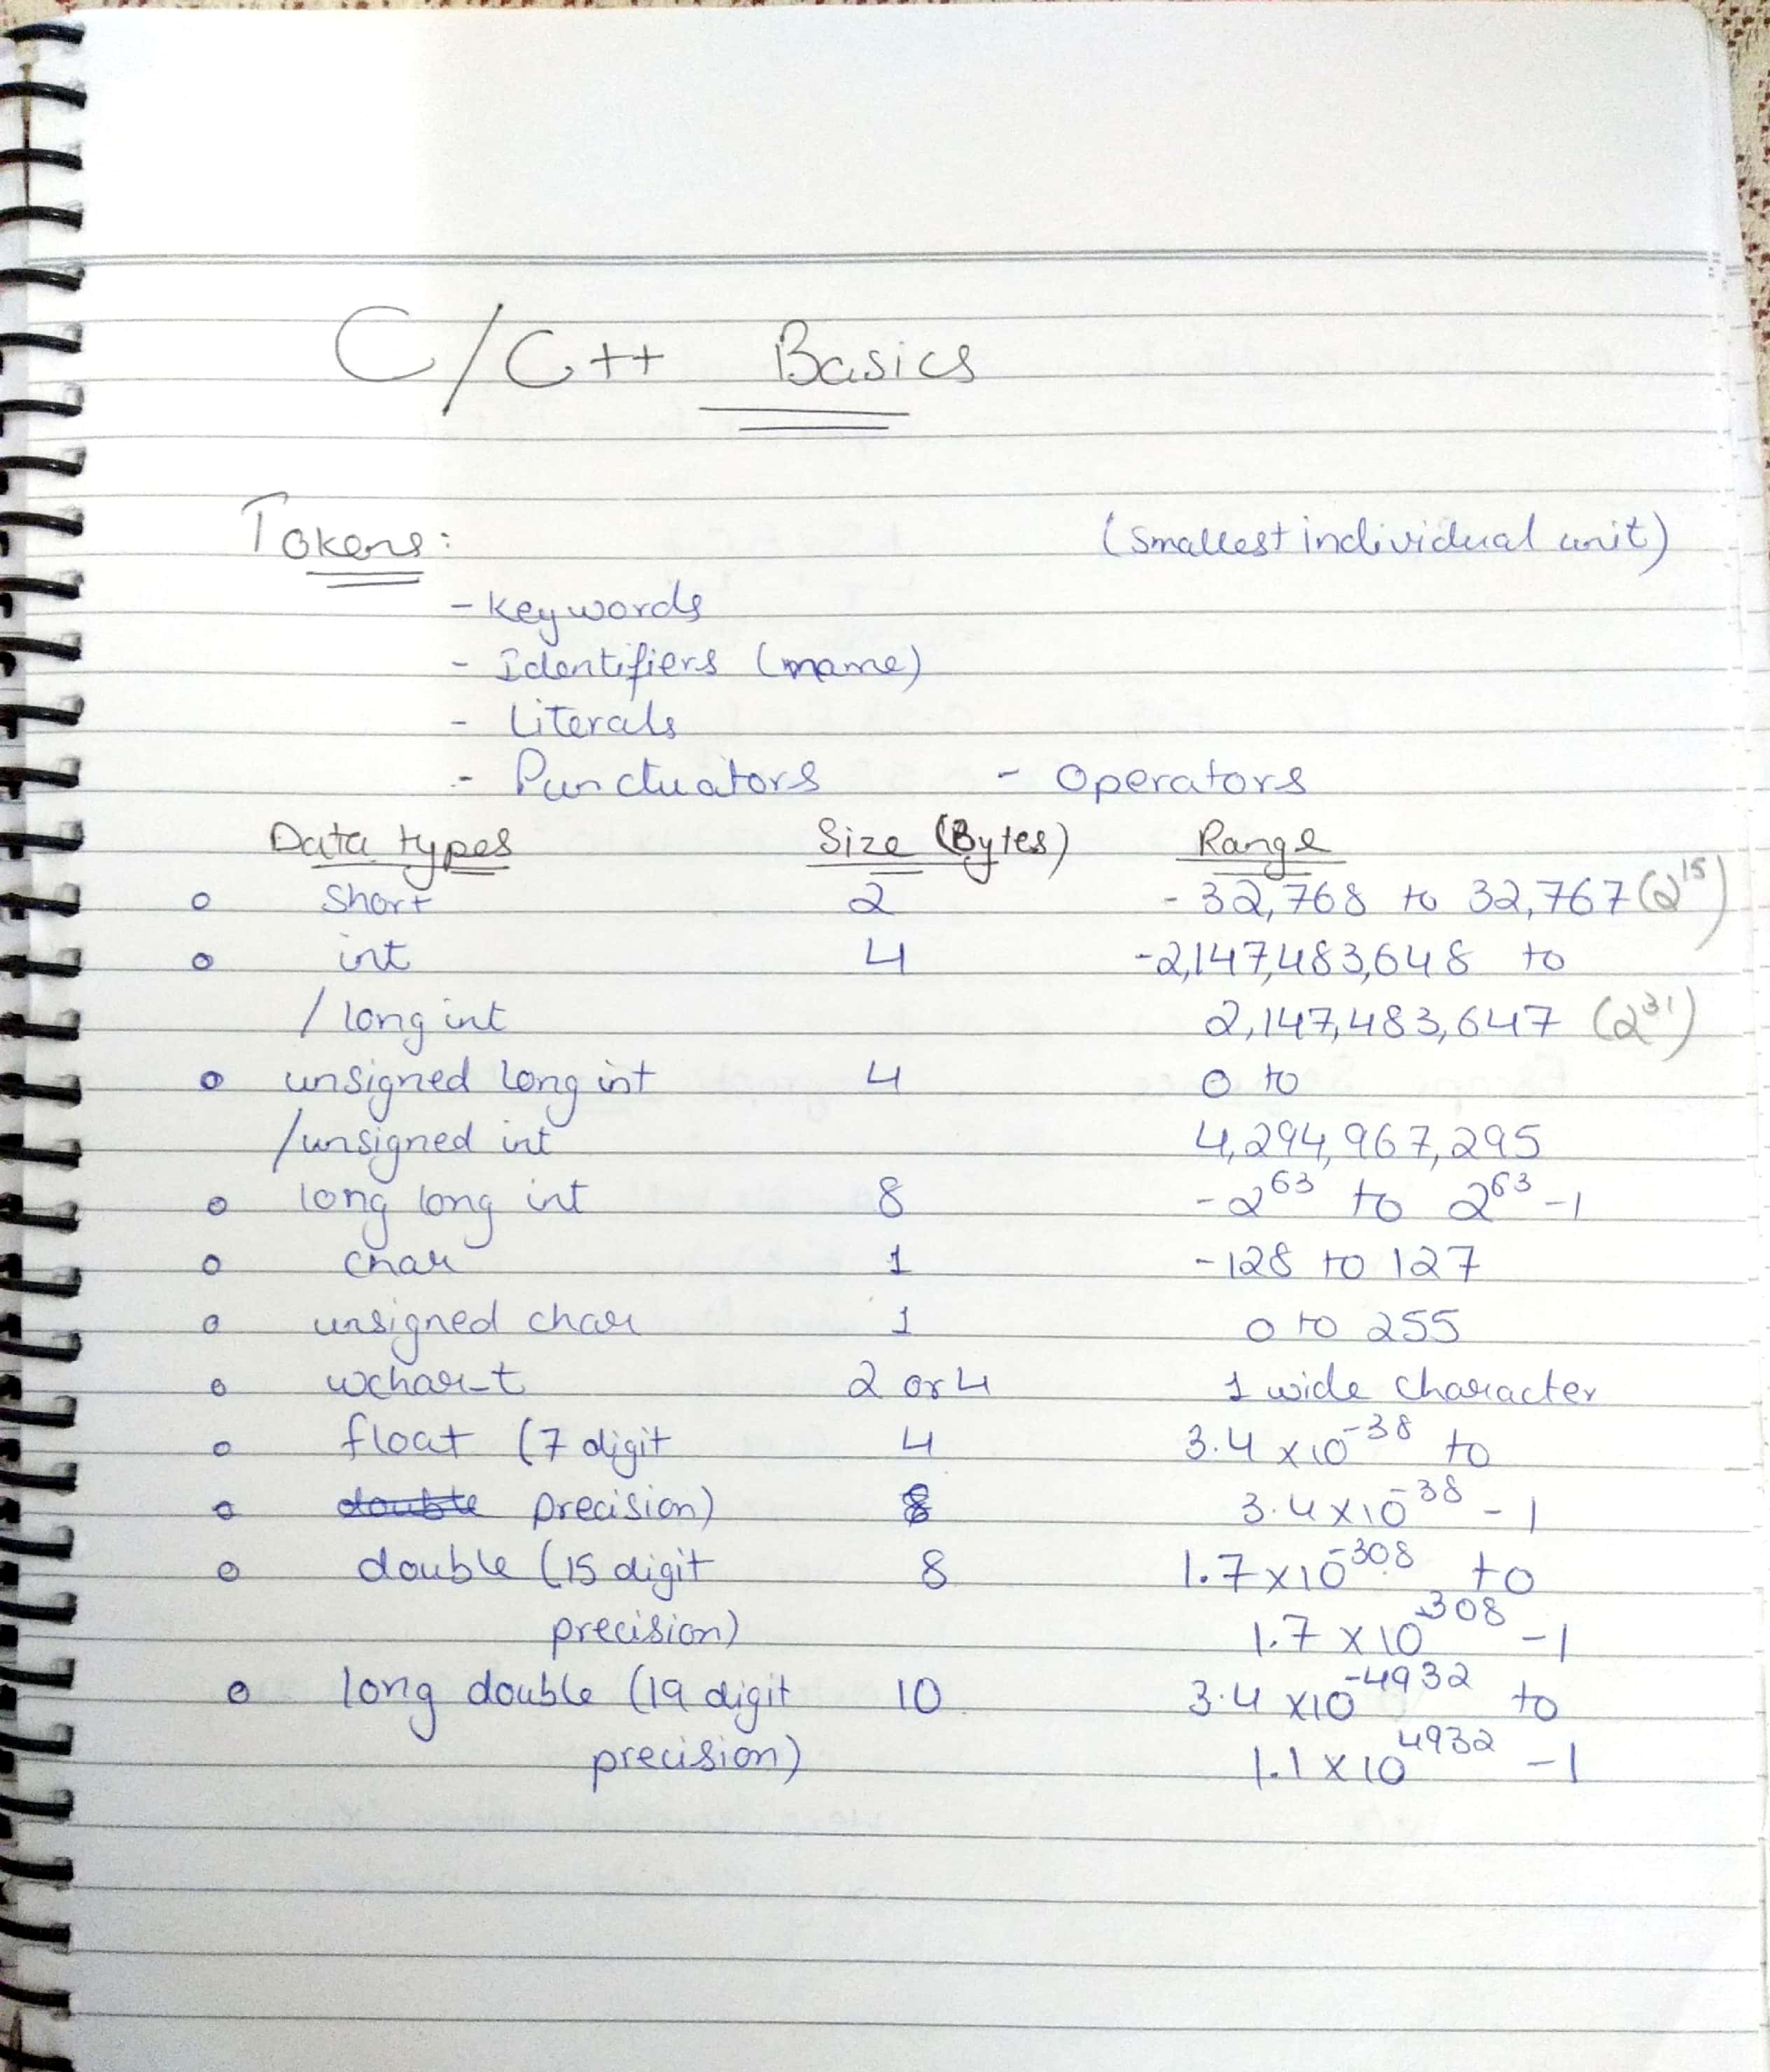 C/C++ Basics
Tokens: (smallest individual unit)
- Keywords
- Identifiers (name)
- Literals
- Punctuators - Operators
Data types Size (Bytes) Range
short 2 - 32,768 to 32,767 (2^15)
int 4 -2,147,483,648 to
/ long int 2,147,483,647 (2^31)
unsigned long int 4 0 to
/unsigned int 4,294,967,295
long long int 8 -2^63 to 2^63 -1
char 1 -128 to 127
unsigned char 1 0 to 255
wchar_t 2 or 4 1 wide character
float (7 digit 4 3.4 x 10^-38 to
double precision) 8 3.4 x 10^-38 - 1
double (15 digit 8 1.7 x 10^-308 to
precision) 1.7 x 10^308 - 1
long double (19 digit 10 3.4 x 10^-4932 to
precision) 1.1 x 10^4932 - 1